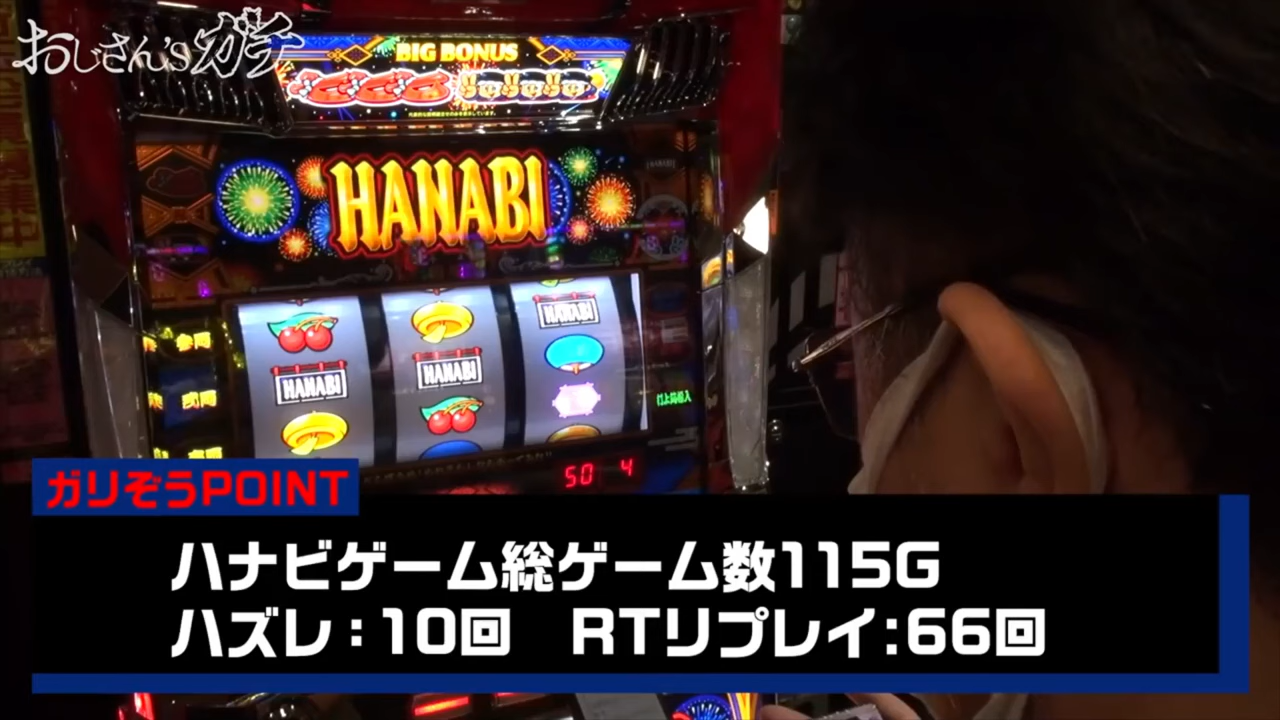 おじさん'sガチ
BIG BONUS
HANABI
HANABI
HANABI
HANABI
50 4
ガリぞうPOINT
ハナビゲーム総ゲーム数115G
ハズレ：10回 RTリプレイ:66回